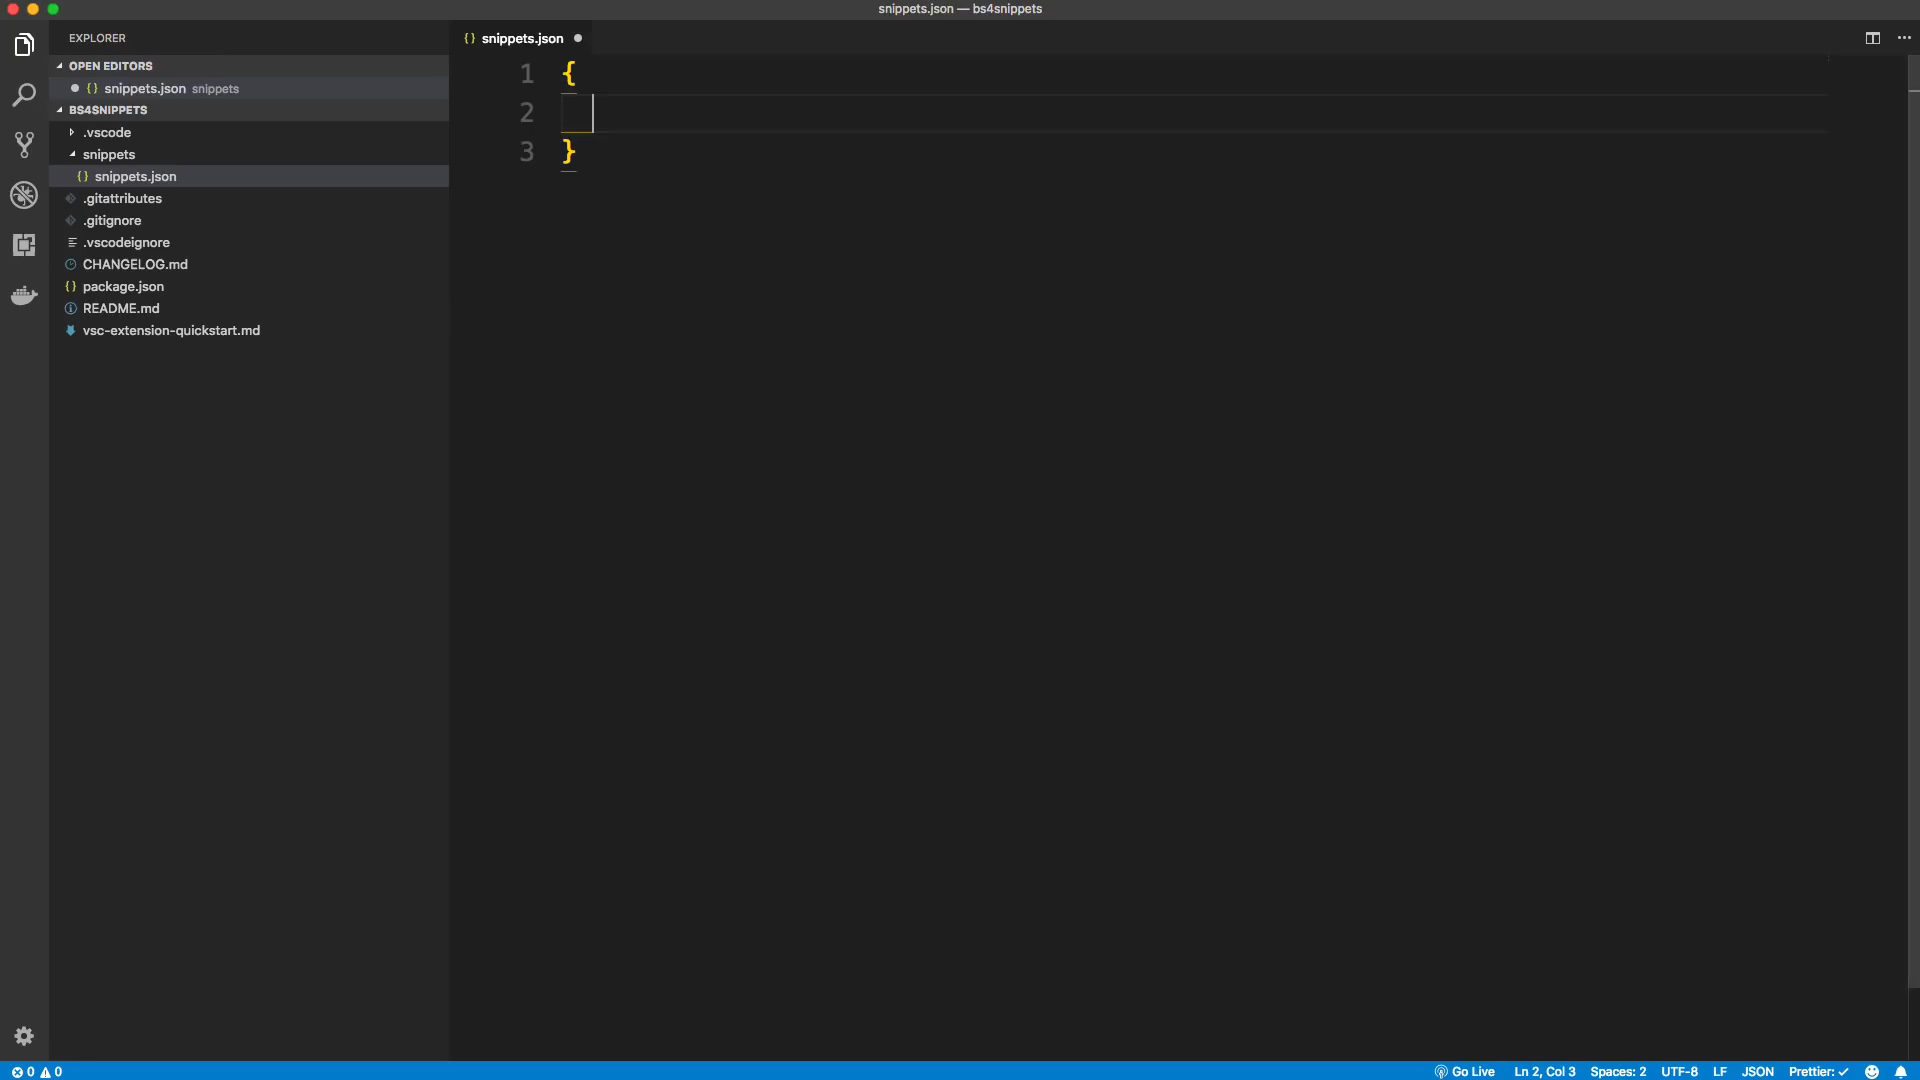 snippets.json — bs4snippets
EXPLORER
OPEN EDITORS
{} snippets.json snippets
BS4SNIPPETS
.vscode
snippets
{} snippets.json
.gitattributes
.gitignore
.vscodeignore
CHANGELOG.md
{} package.json
README.md
vsc-extension-quickstart.md
{} snippets.json
1 {
2
3 }
0 0
Go Live Ln 2, Col 3 Spaces: 2 UTF-8 LF JSON Prettier: ✓